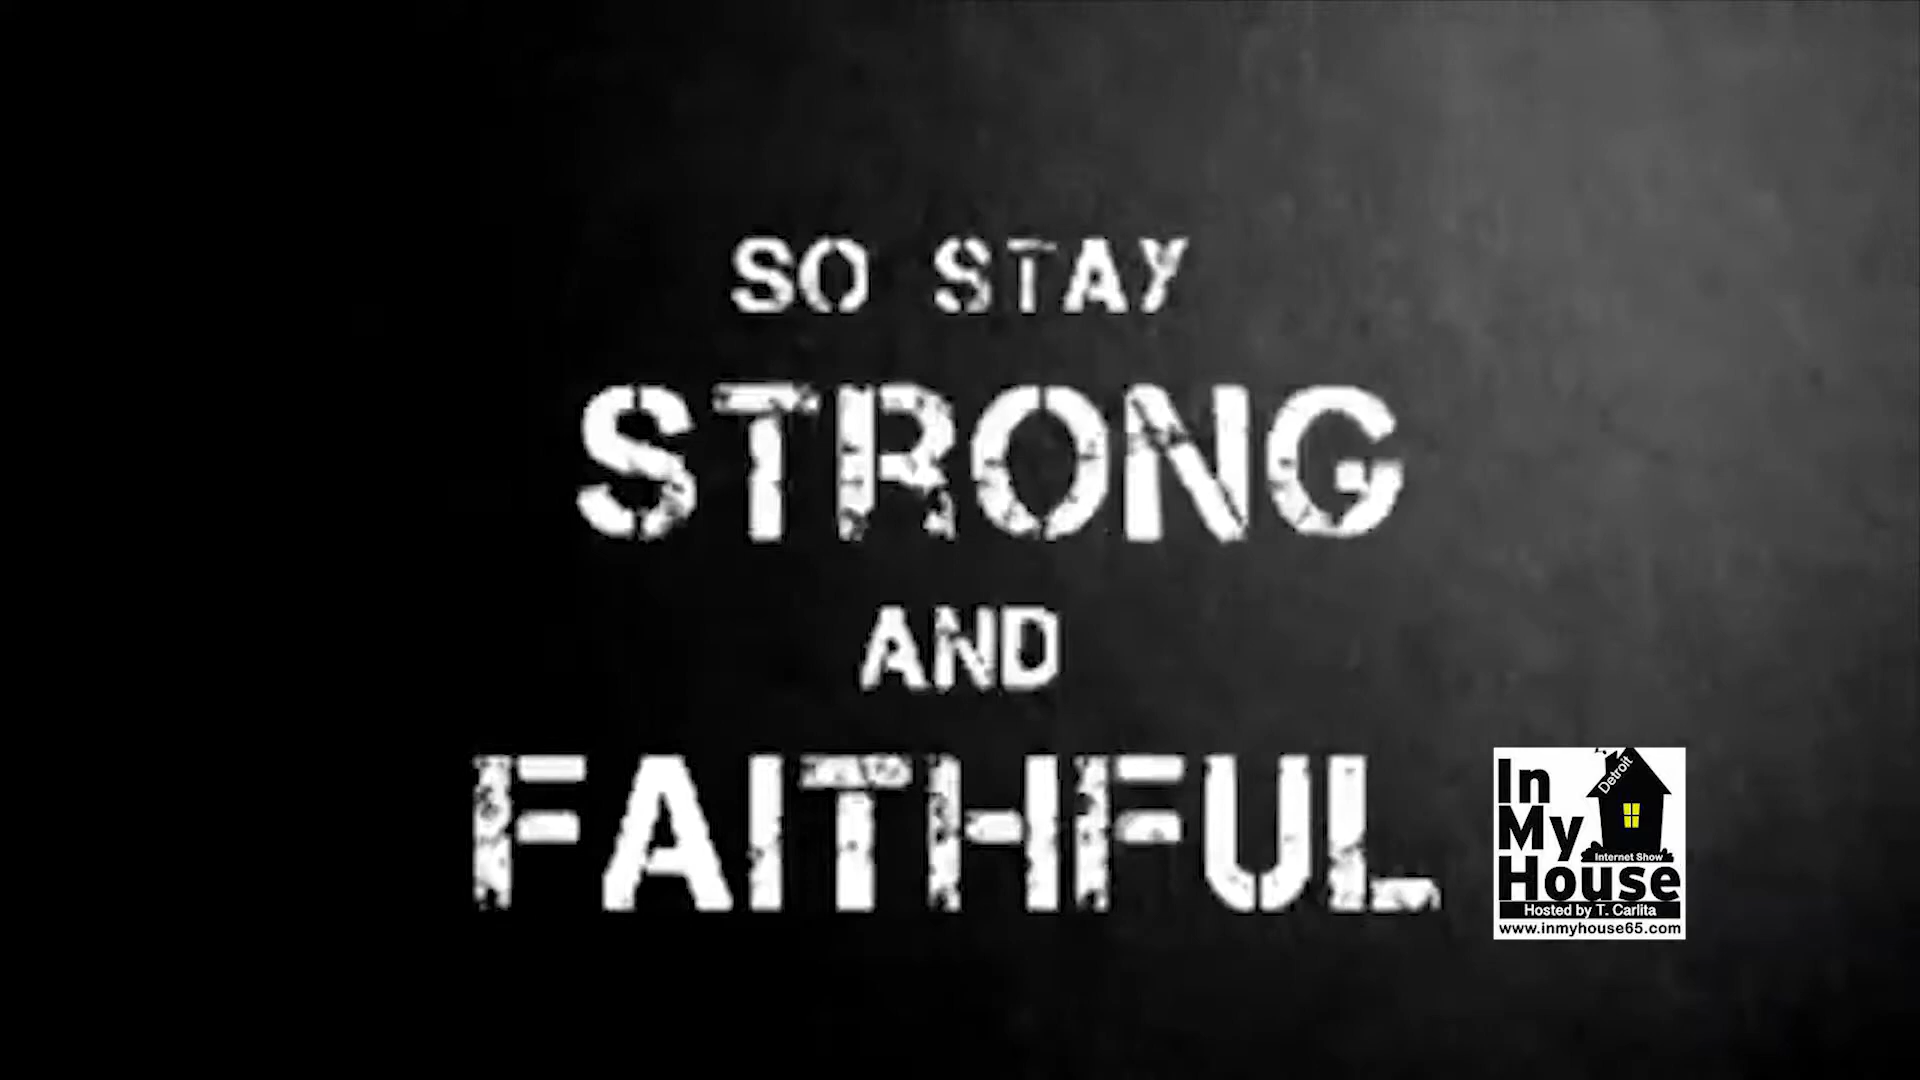 SO STAY
STRONG
AND
FAITHFUL
In
My
House
Detroit
Internet Show
Hosted by T. Carlita
www.inmyhouse65.com